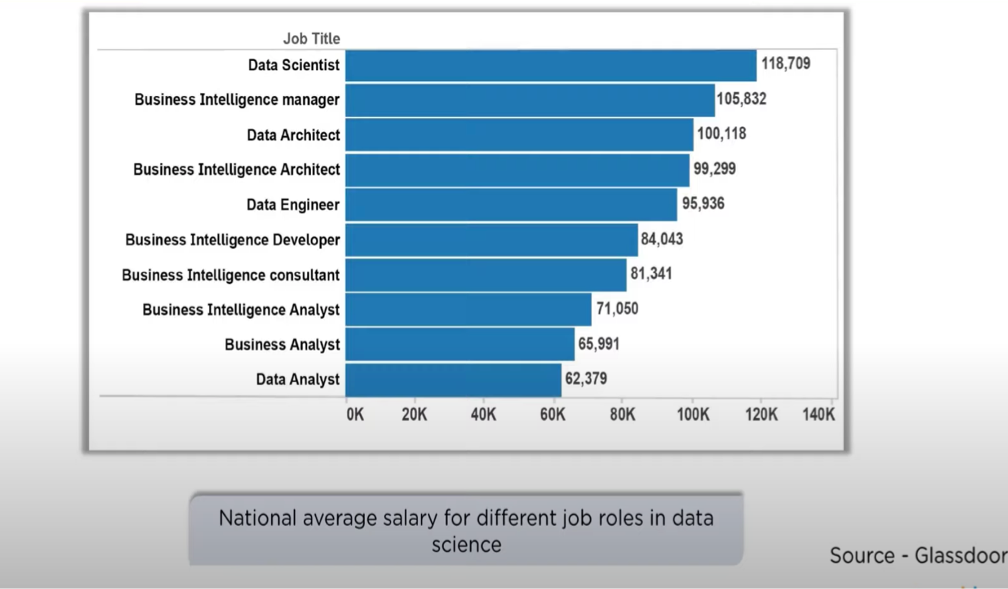 Job Title
Data Scientist 118,709
Business Intelligence manager 105,832
Data Architect 100,118
Business Intelligence Architect 99,299
Data Engineer 95,936
Business Intelligence Developer 84,043
Business Intelligence consultant 81,341
Business Intelligence Analyst 71,050
Business Analyst 65,991
Data Analyst 62,379
0K 20K 40K 60K 80K 100K 120K 140K
National average salary for different job roles in data
science
Source - Glassdoor